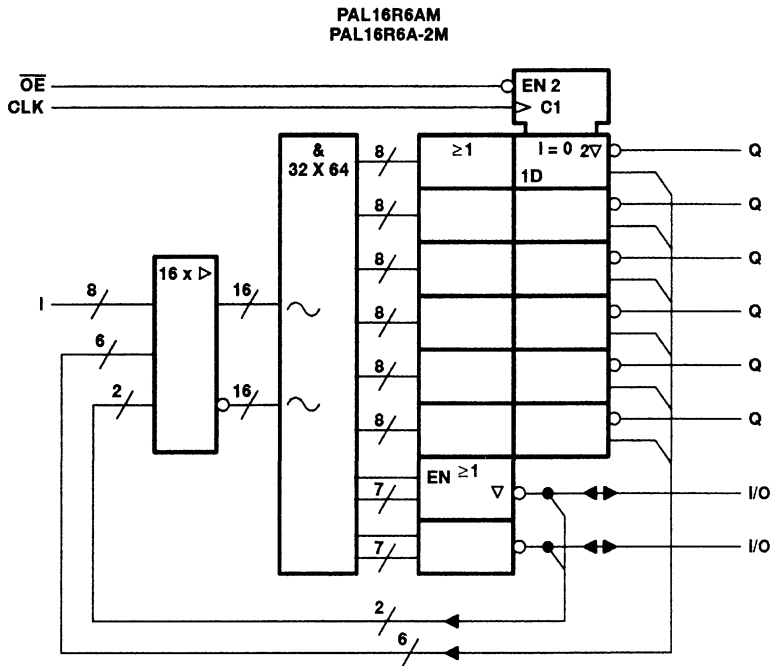 PAL16R6AM
PAL16R6A-2M
OE
EN 2
CLK
C1
&
32 X 64
8
≥1
I = 0 2▽
Q
1D
8
Q
8
Q
16 x ▷
I
8
16
8
Q
6
8
Q
2
16
8
Q
EN ≥1
▽
7
I/O
7
I/O
2
6